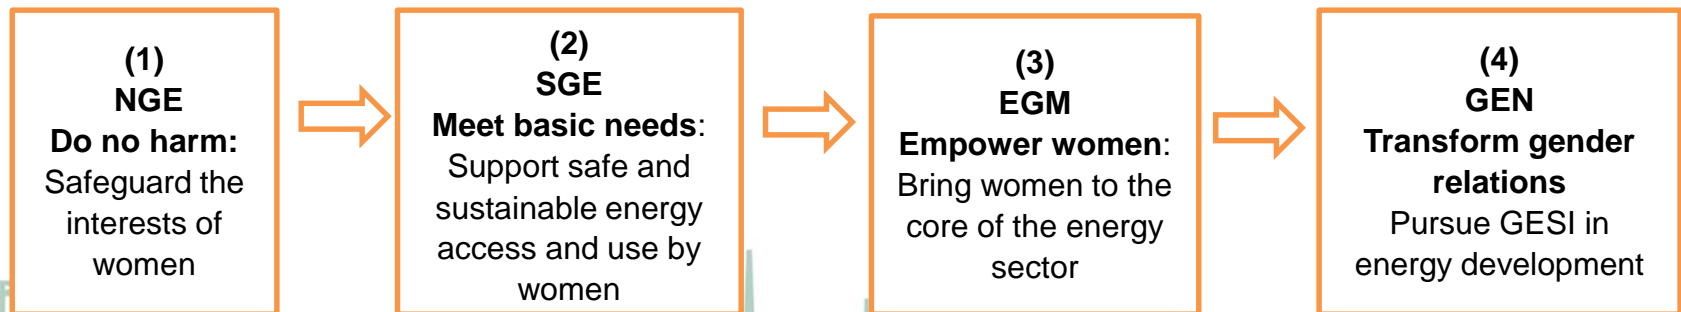 (1)
NGE
Do no harm:
Safeguard the
interests of
women
(2)
SGE
Meet basic needs:
Support safe and
sustainable energy
access and use by
women
(3)
EGM
Empower women:
Bring women to the
core of the energy
sector
(4)
GEN
Transform gender
relations
Pursue GESI in
energy development